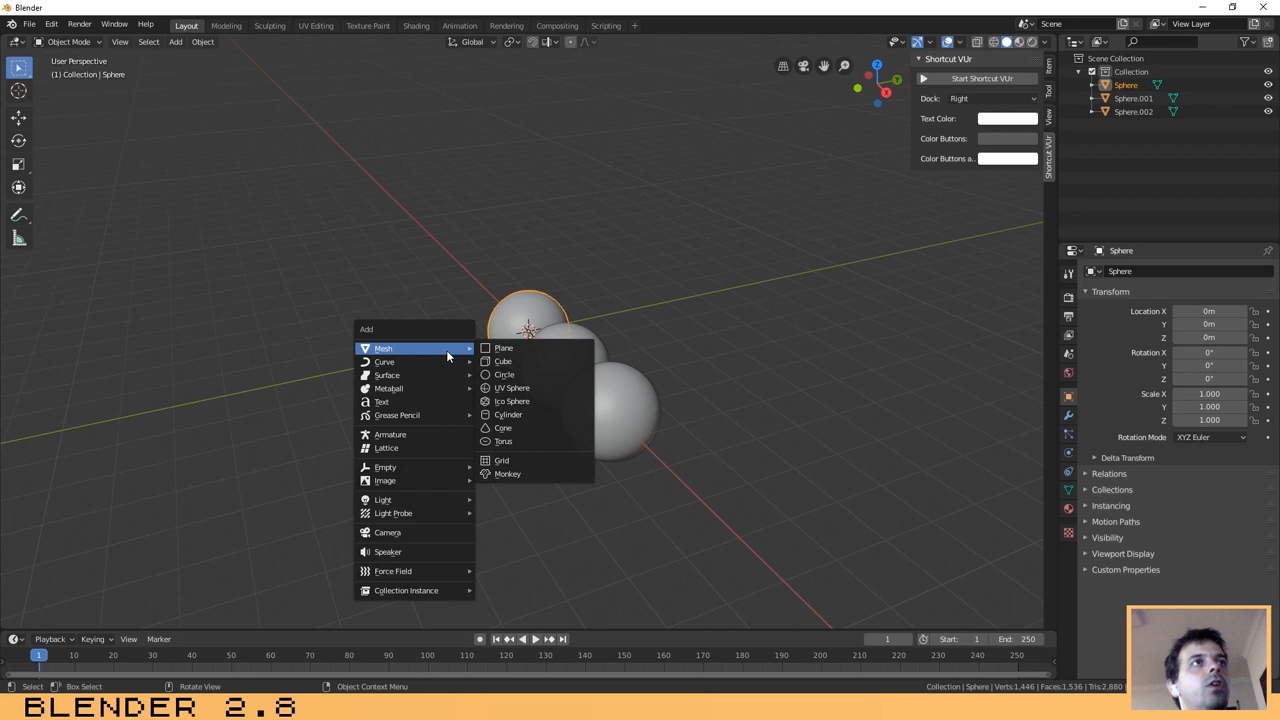 Blender
File Edit Render Window Help Layout Modeling Sculpting UV Editing Texture Paint Shading Animation Rendering Compositing Scripting + Scene View Layer
Object Mode View Select Add Object Global
User Perspective
(1) Collection | Sphere
Shortcut VUr
Start Shortcut VUr
Dock: Right
Text Color:
Color Buttons:
Color Buttons a..
Item
Tool
View
Shortcut VUr
Z
Y
X
Scene Collection
Collection
Sphere
Sphere.001
Sphere.002
Add
Mesh
Curve
Surface
Metaball
Text
Grease Pencil
Armature
Lattice
Empty
Image
Light
Light Probe
Camera
Speaker
Force Field
Collection Instance
Plane
Cube
Circle
UV Sphere
Ico Sphere
Cylinder
Cone
Torus
Grid
Monkey
Sphere
Sphere
Transform
Location X 0m
Y 0m
Z 0m
Rotation X 0°
Y 0°
Z 0°
Scale X 1.000
Y 1.000
Z 1.000
Rotation Mode XYZ Euler
Delta Transform
Relations
Collections
Instancing
Motion Paths
Visibility
Viewport Display
Custom Properties
Playback Keying View Marker 1 Start: 1 End: 250
1 10 20 30 40 50 60 70 80 90 100 110 120 130 140 150 160 170 180 190 200 210 220 230 240 250
Select Box Select Rotate View Object Context Menu Collection | Sphere | Verts:1,446 | Faces:1,536 | Tris:2,880
BLENDER 2.8